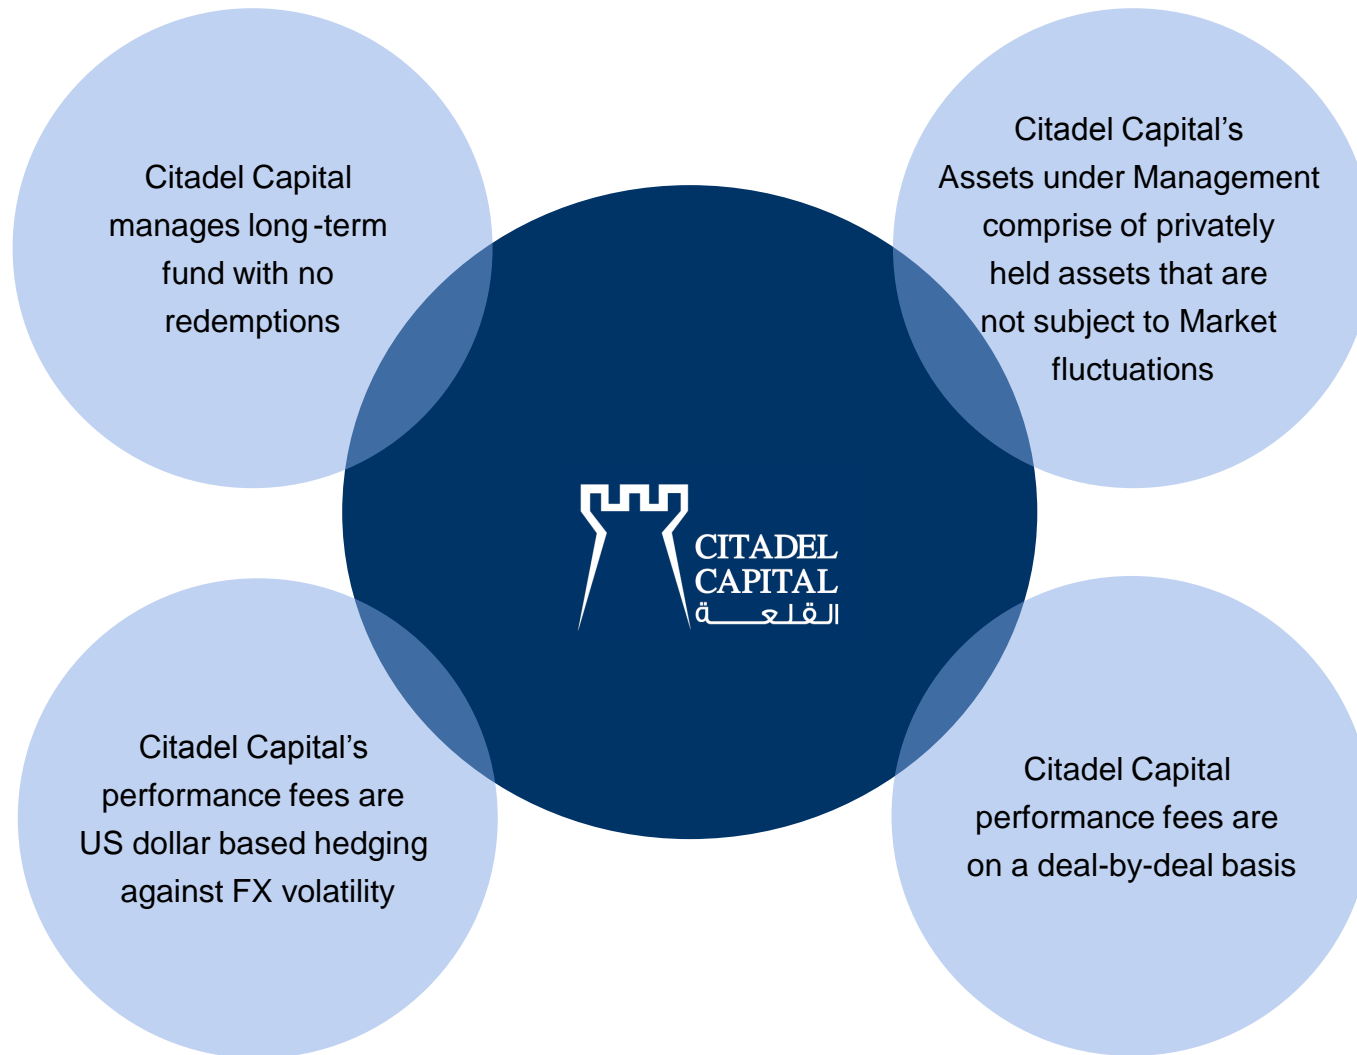 Citadel Capital
manages long-term
fund with no
redemptions
Citadel Capital’s
Assets under Management
comprise of privately
held assets that are
not subject to Market
fluctuations
CITADEL
CAPITAL
القلعة
Citadel Capital’s
performance fees are
US dollar based hedging
against FX volatility
Citadel Capital
performance fees are
on a deal-by-deal basis